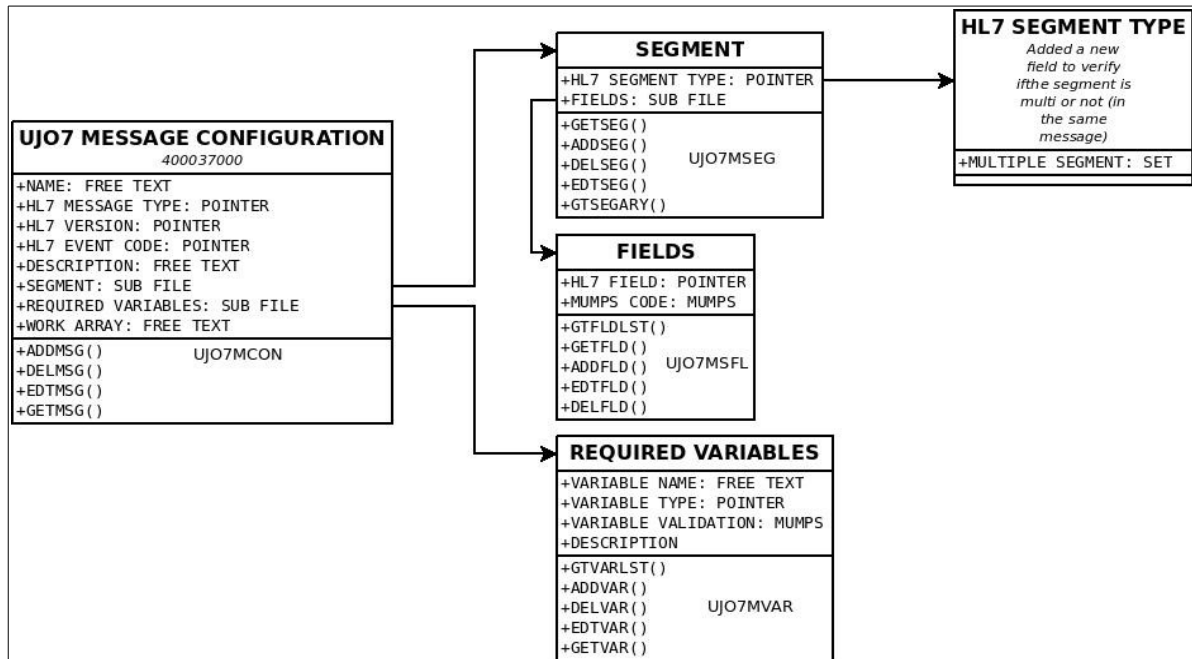 UJO7 MESSAGE CONFIGURATION
400037000
+NAME: FREE TEXT
+HL7 MESSAGE TYPE: POINTER
+HL7 VERSION: POINTER
+HL7 EVENT CODE: POINTER
+DESCRIPTION: FREE TEXT
+SEGMENT: SUB FILE
+REQUIRED VARIABLES: SUB FILE
+WORK ARRAY: FREE TEXT
+ADDMSG()
UJO7MCON
+DELMSG()
+EDTMSG()
+GETMSG()
SEGMENT
+HL7 SEGMENT TYPE: POINTER
+FIELDS: SUB FILE
+GETSEG()
+ADDSEG()
UJO7MSEG
+DELSEG()
+EDTSEG()
+GTSEGARY()
FIELDS
+HL7 FIELD: POINTER
+MUMPS CODE: MUMPS
+GTFLDLST()
+GETFLD()
UJO7MSFL
+ADDFLD()
+EDTFLD()
+DELFLD()
REQUIRED VARIABLES
+VARIABLE NAME: FREE TEXT
+VARIABLE TYPE: POINTER
+VARIABLE VALIDATION: MUMPS
+DESCRIPTION
+GTVARLST()
+ADDVAR()
+DELVAR()
UJO7MVAR
+EDTVAR()
+GETVAR()
HL7 SEGMENT TYPE
Added a new
field to verify
ifthe segment is
multi or not (in
the same
message)
+MULTIPLE SEGMENT: SET